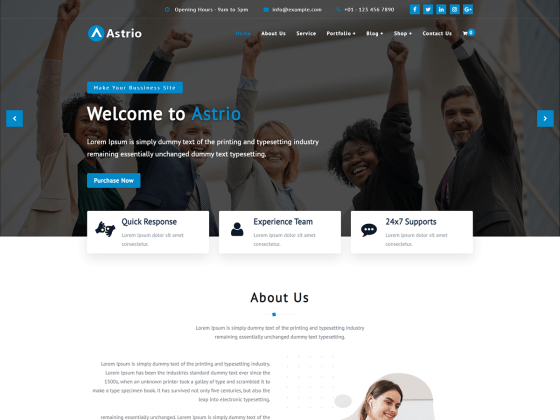 Opening Hours - 9am to 5pm
info@example.com
+01 - 123 456 7890
Astrio
Home
About Us
Service
Portfolio +
Blog +
Shop +
Contact Us
0
Make Your Bussiness Site
Welcome to Astrio
Lorem Ipsum is simply dummy text of the printing and typesetting industry
remaining essentially unchanged dummy text typesetting.
Purchase Now
Quick Response
Lorem ipsum dolor sit amet
consectetur.
Experience Team
Lorem ipsum dolor sit amet
consectetur.
24x7 Supports
Lorem ipsum dolor sit amet
consectetur.
About Us
Lorem ipsum is simply dummy text of the printing and typesetting industry
remaining essentially unchanged dummy text typesetting.
Lorem ipsum is simply dummy text of the printing and typesetting industry.
Lorem Ipsum has been the industrys standard dummy text ever since the
1500s, when an unknown printer took a galley of type and scrambled it to
make a type specimen book. It has survived not only five centuries, but also the
leap into electronic typesetting.
remaining essentially unchanged. Lorem Ipsum is simply dummy text of the